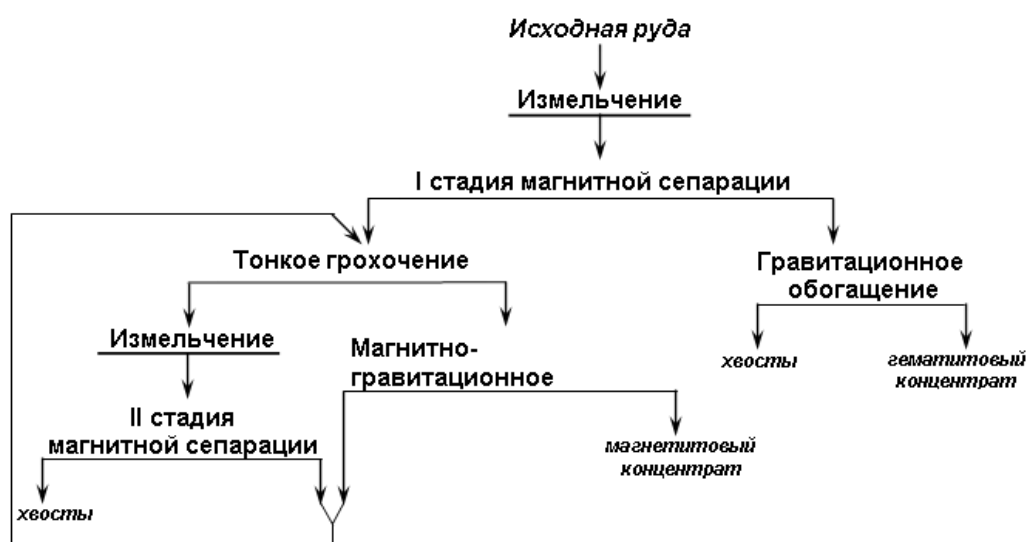 Исходная руда
Измельчение
I стадия магнитной сепарации
Тонкое грохочение
Гравитационное
обогащение
Измельчение
Магнитно-
гравитационное
хвосты
гематитовый
концентрат
II стадия
магнитной сепарации
магнетитовый
концентрат
хвосты